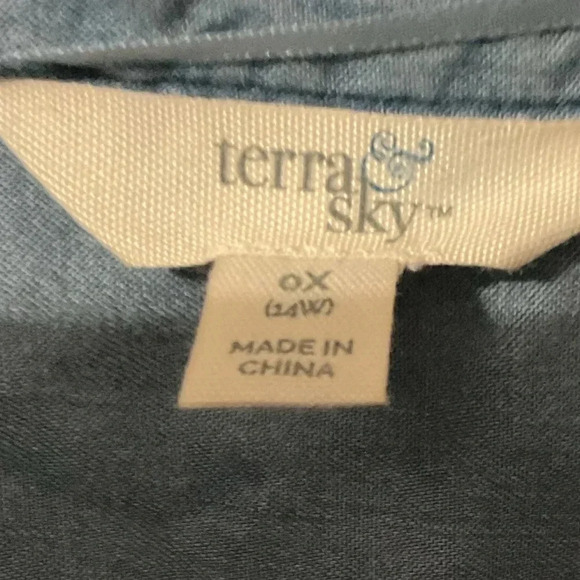 terra &
sky™
0X
(14W)
MADE IN
CHINA